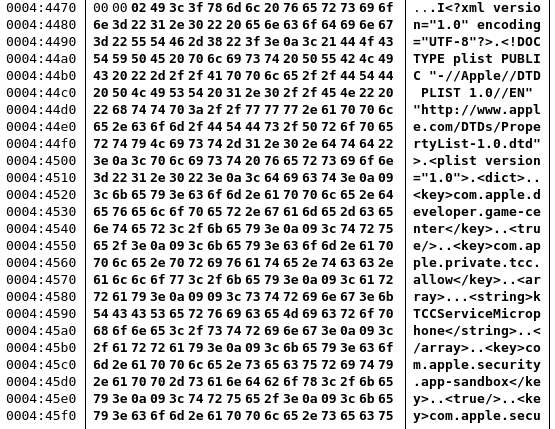 0004:4470 00 00 02 49 3c 3f 78 6d 6c 20 76 65 72 73 69 6f ...I<?xml versio
0004:4480 6e 3d 22 31 2e 30 22 20 65 6e 63 6f 64 69 6e 67 n="1.0" encoding
0004:4490 3d 22 55 54 46 2d 38 22 3f 3e 0a 3c 21 44 4f 43 ="UTF-8"?>.<!DOC
0004:44a0 54 59 50 45 20 70 6c 69 73 74 20 50 55 42 4c 49 TYPE plist PUBLI
0004:44b0 43 20 22 2d 2f 2f 41 70 70 6c 65 2f 2f 44 54 44 C "-//Apple//DTD
0004:44c0 20 50 4c 49 53 54 20 31 2e 30 2f 2f 45 4e 22 20  PLIST 1.0//EN" 
0004:44d0 22 68 74 74 70 3a 2f 2f 77 77 77 2e 61 70 70 6c "http://www.appl
0004:44e0 65 2e 63 6f 6d 2f 44 54 44 73 2f 50 72 6f 70 65 e.com/DTDs/Prope
0004:44f0 72 74 79 4c 69 73 74 2d 31 2e 30 2e 64 74 64 22 rtyList-1.0.dtd"
0004:4500 3e 0a 3c 70 6c 69 73 74 20 76 65 72 73 69 6f 6e >.<plist version
0004:4510 3d 22 31 2e 30 22 3e 0a 3c 64 69 63 74 3e 0a 09 ="1.0">.<dict>..
0004:4520 3c 6b 65 79 3e 63 6f 6d 2e 61 70 70 6c 65 2e 64 <key>com.apple.d
0004:4530 65 76 65 6c 6f 70 65 72 2e 67 61 6d 65 2d 63 65 eveloper.game-ce
0004:4540 6e 74 65 72 3c 2f 6b 65 79 3e 0a 09 3c 74 72 75 nter</key>..<tru
0004:4550 65 2f 3e 0a 09 3c 6b 65 79 3e 63 6f 6d 2e 61 70 e/>..<key>com.ap
0004:4560 70 6c 65 2e 70 72 69 76 61 74 65 2e 74 63 63 2e ple.private.tcc.
0004:4570 61 6c 6c 6f 77 3c 2f 6b 65 79 3e 0a 09 3c 61 72 allow</key>..<ar
0004:4580 72 61 79 3e 0a 09 09 3c 73 74 72 69 6e 67 3e 6b ray>...<string>k
0004:4590 54 43 43 53 65 72 76 69 63 65 4d 69 63 72 6f 70 TCCServiceMicrop
0004:45a0 68 6f 6e 65 3c 2f 73 74 72 69 6e 67 3e 0a 09 3c hone</string>..<
0004:45b0 2f 61 72 72 61 79 3e 0a 09 3c 6b 65 79 3e 63 6f /array>..<key>co
0004:45c0 6d 2e 61 70 70 6c 65 2e 73 65 63 75 72 69 74 79 m.apple.security
0004:45d0 2e 61 70 70 2d 73 61 6e 64 62 6f 78 3c 2f 6b 65 .app-sandbox</ke
0004:45e0 79 3e 0a 09 3c 74 72 75 65 2f 3e 0a 09 3c 6b 65 y>..<true/>..<ke
0004:45f0 79 3e 63 6f 6d 2e 61 70 70 6c 65 2e 73 65 63 75 y>com.apple.secu